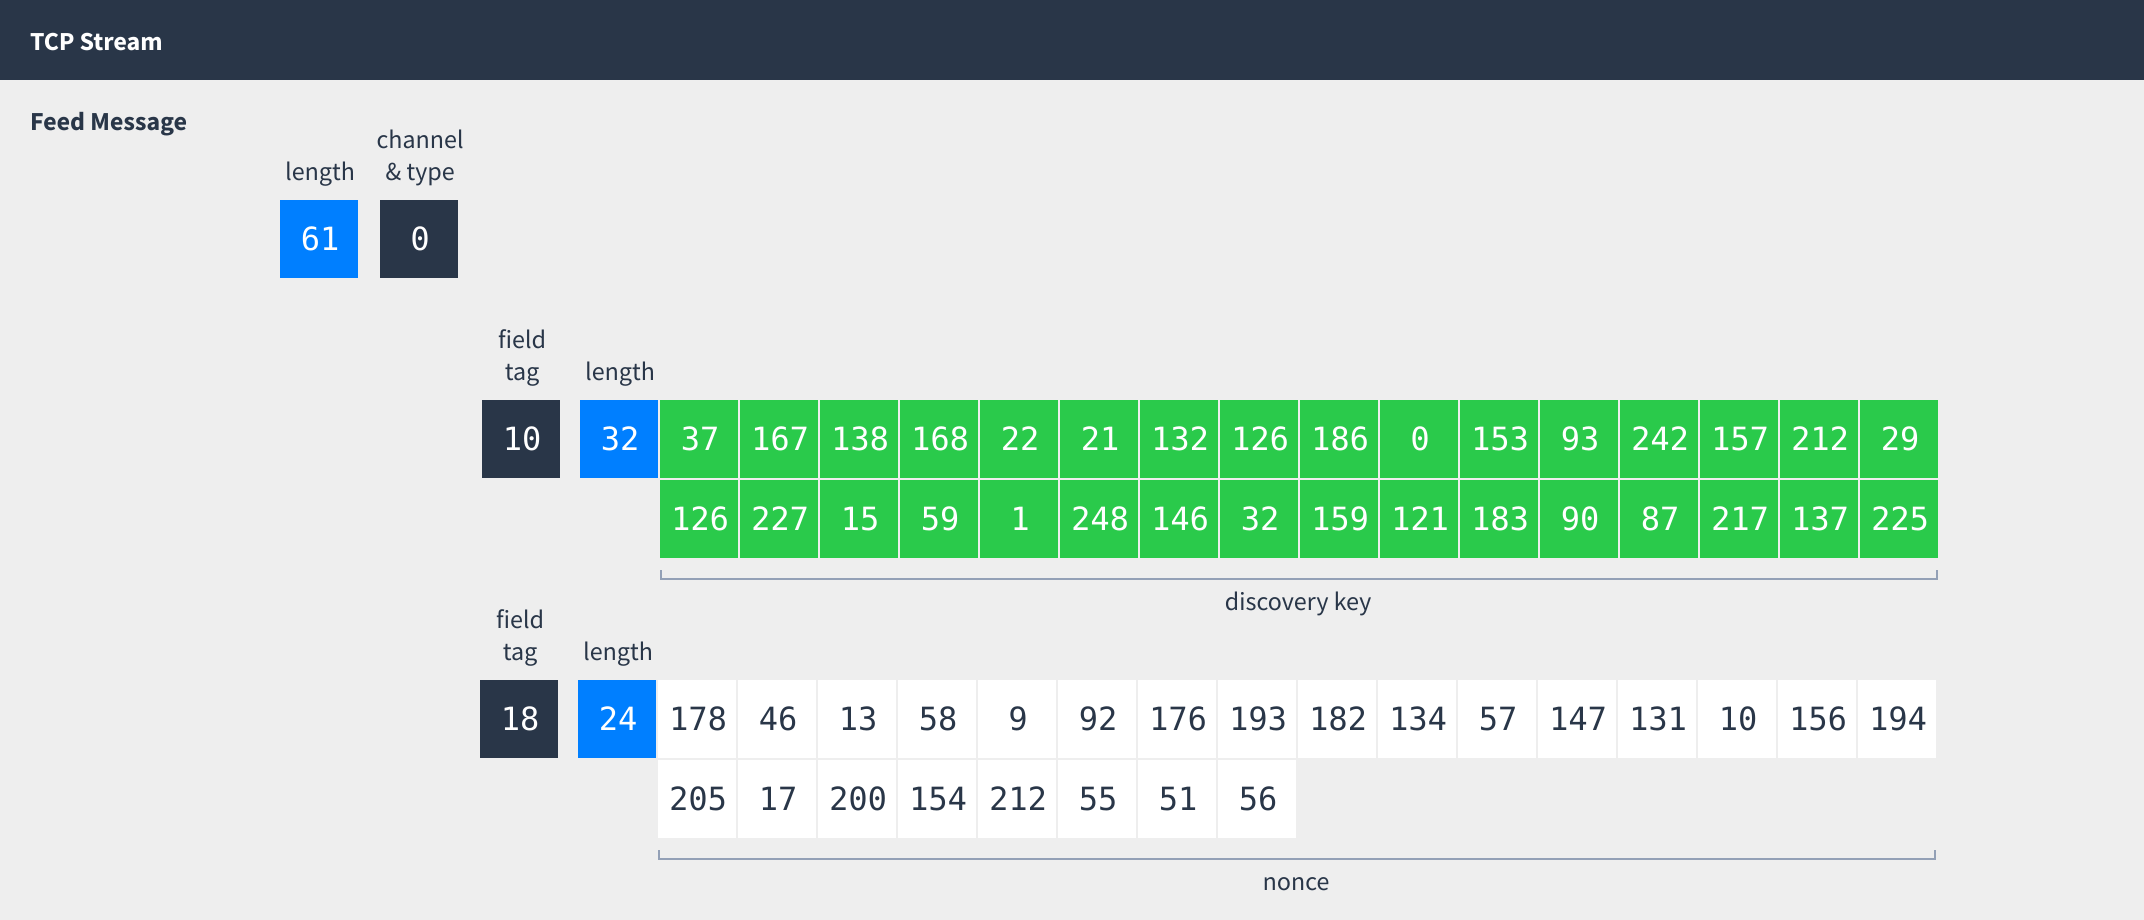 TCP Stream
Feed Message
channel
length & type
61 0
field
tag length
10 32 37 167 138 168 22 21 132 126 186 0 153 93 242 157 212 29
126 227 15 59 1 248 146 32 159 121 183 90 87 217 137 225
discovery key
field
tag length
18 24 178 46 13 58 9 92 176 193 182 134 57 147 131 10 156 194
205 17 200 154 212 55 51 56
nonce